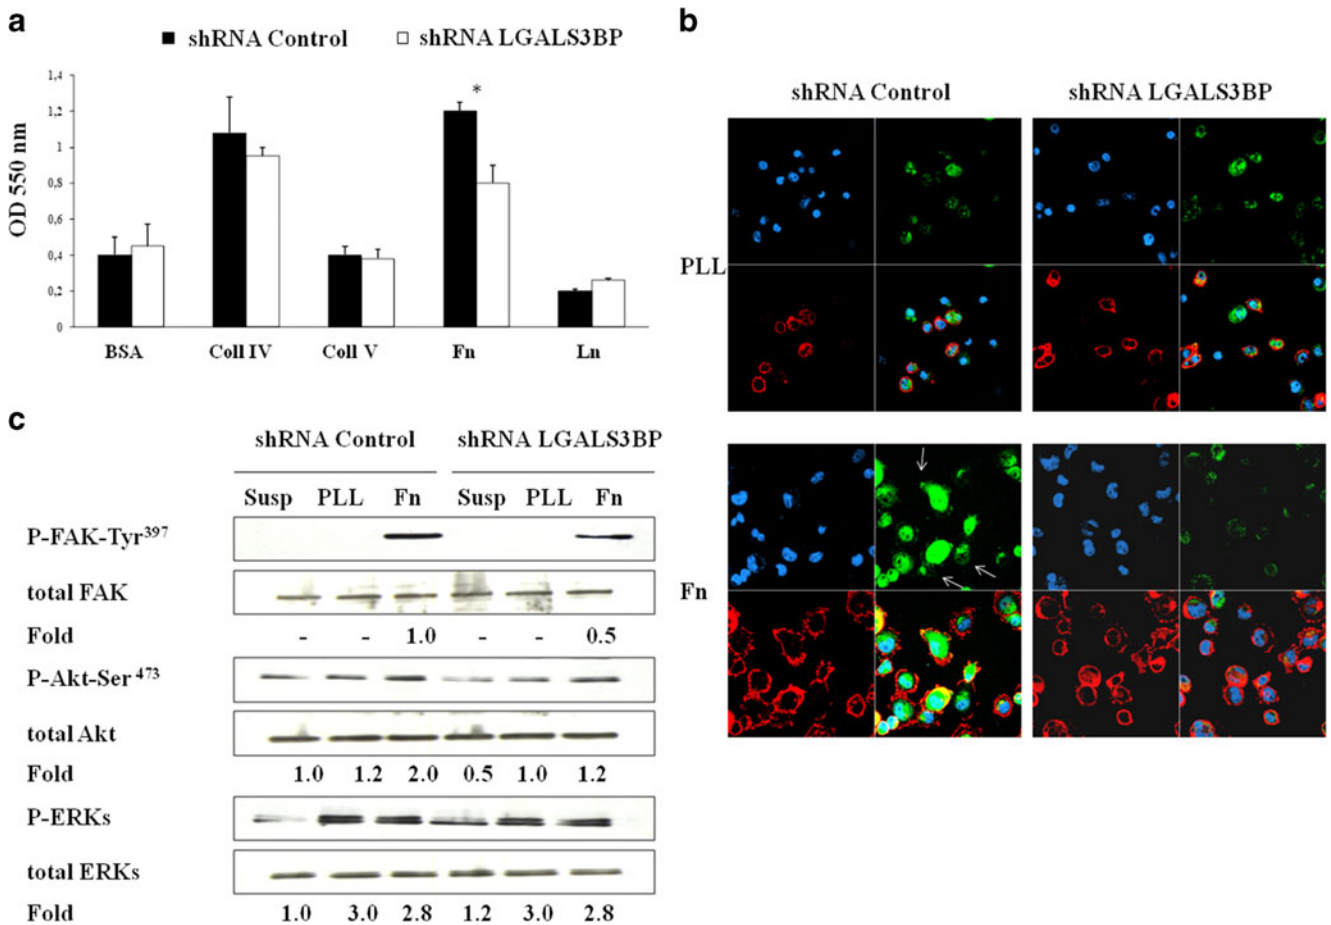 a
shRNA Control
shRNA LGALS3BP
OD 550 nm
1,4
1,2
1
0,8
0,6
0,4
0,2
0
*
BSA
Coll IV
Coll V
Fn
Ln
b
shRNA Control
shRNA LGALS3BP
PLL
Fn
c
shRNA Control
shRNA LGALS3BP
Susp PLL Fn Susp PLL Fn
P-FAK-Tyr³⁹⁷
total FAK
Fold - - 1.0 - - 0.5
P-Akt-Ser ⁴⁷³
total Akt
Fold 1.0 1.2 2.0 0.5 1.0 1.2
P-ERKs
total ERKs
Fold 1.0 3.0 2.8 1.2 3.0 2.8